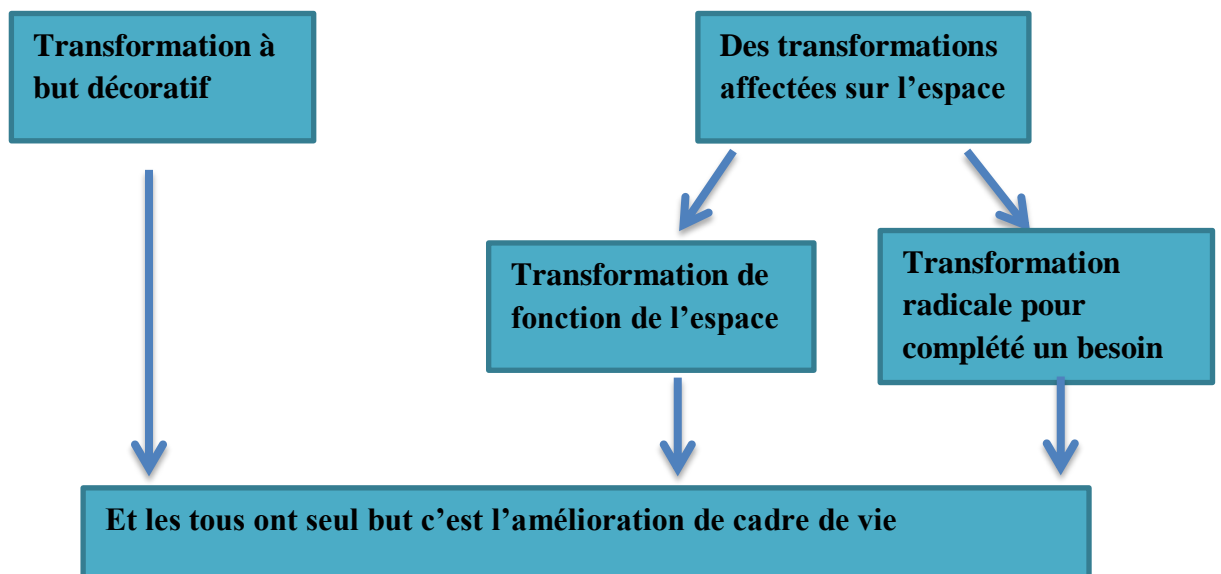 Transformation à
but décoratif
Des transformations
affectées sur l’espace
Transformation de
fonction de l’espace
Transformation
radicale pour
complété un besoin
Et les tous ont seul but c’est l’amélioration de cadre de vie